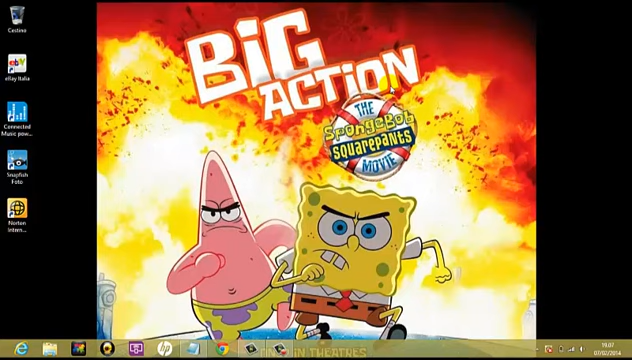 Cestino
eBay Italia
Connected
Music pow...
Snapfish
Foto
Norton
Intern...
BiG
ACTiON
THE
SpongeBob
SQUAREPANTS
MOVIE
IN THEATRES
19.07
07/02/2014